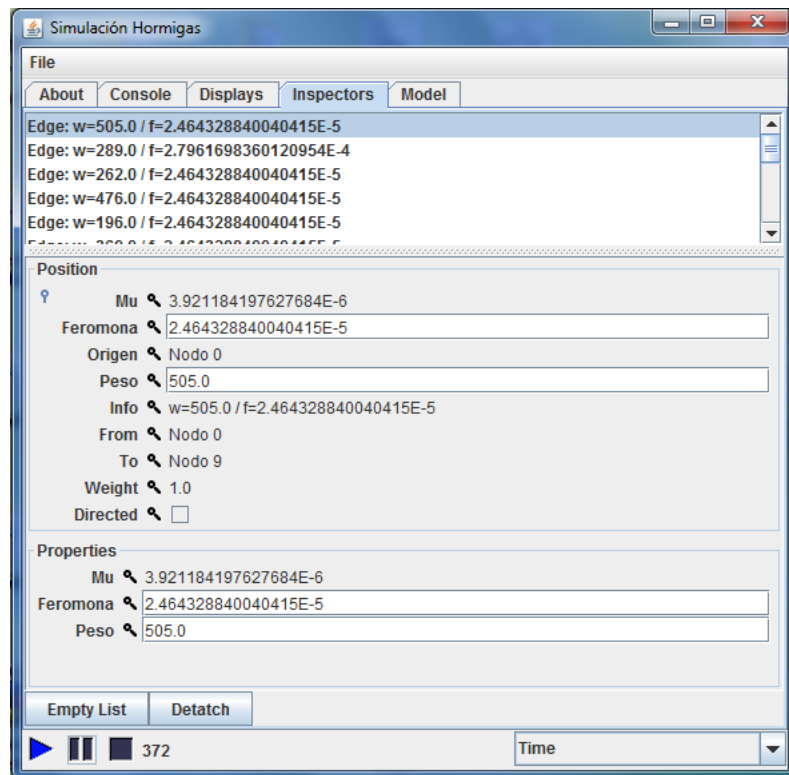 Simulación Hormigas
File
About Console Displays Inspectors Model
Edge: w=505.0 / f=2.464328840040415E-5
Edge: w=289.0 / f=2.7961698360120954E-4
Edge: w=262.0 / f=2.464328840040415E-5
Edge: w=476.0 / f=2.464328840040415E-5
Edge: w=196.0 / f=2.464328840040415E-5
Position
Mu 3.921184197627684E-6
Feromona 2.464328840040415E-5
Origen Nodo 0
Peso 505.0
Info w=505.0 / f=2.464328840040415E-5
From Nodo 0
To Nodo 9
Weight 1.0
Directed
Properties
Mu 3.921184197627684E-6
Feromona 2.464328840040415E-5
Peso 505.0
Empty List Detatch
372 Time